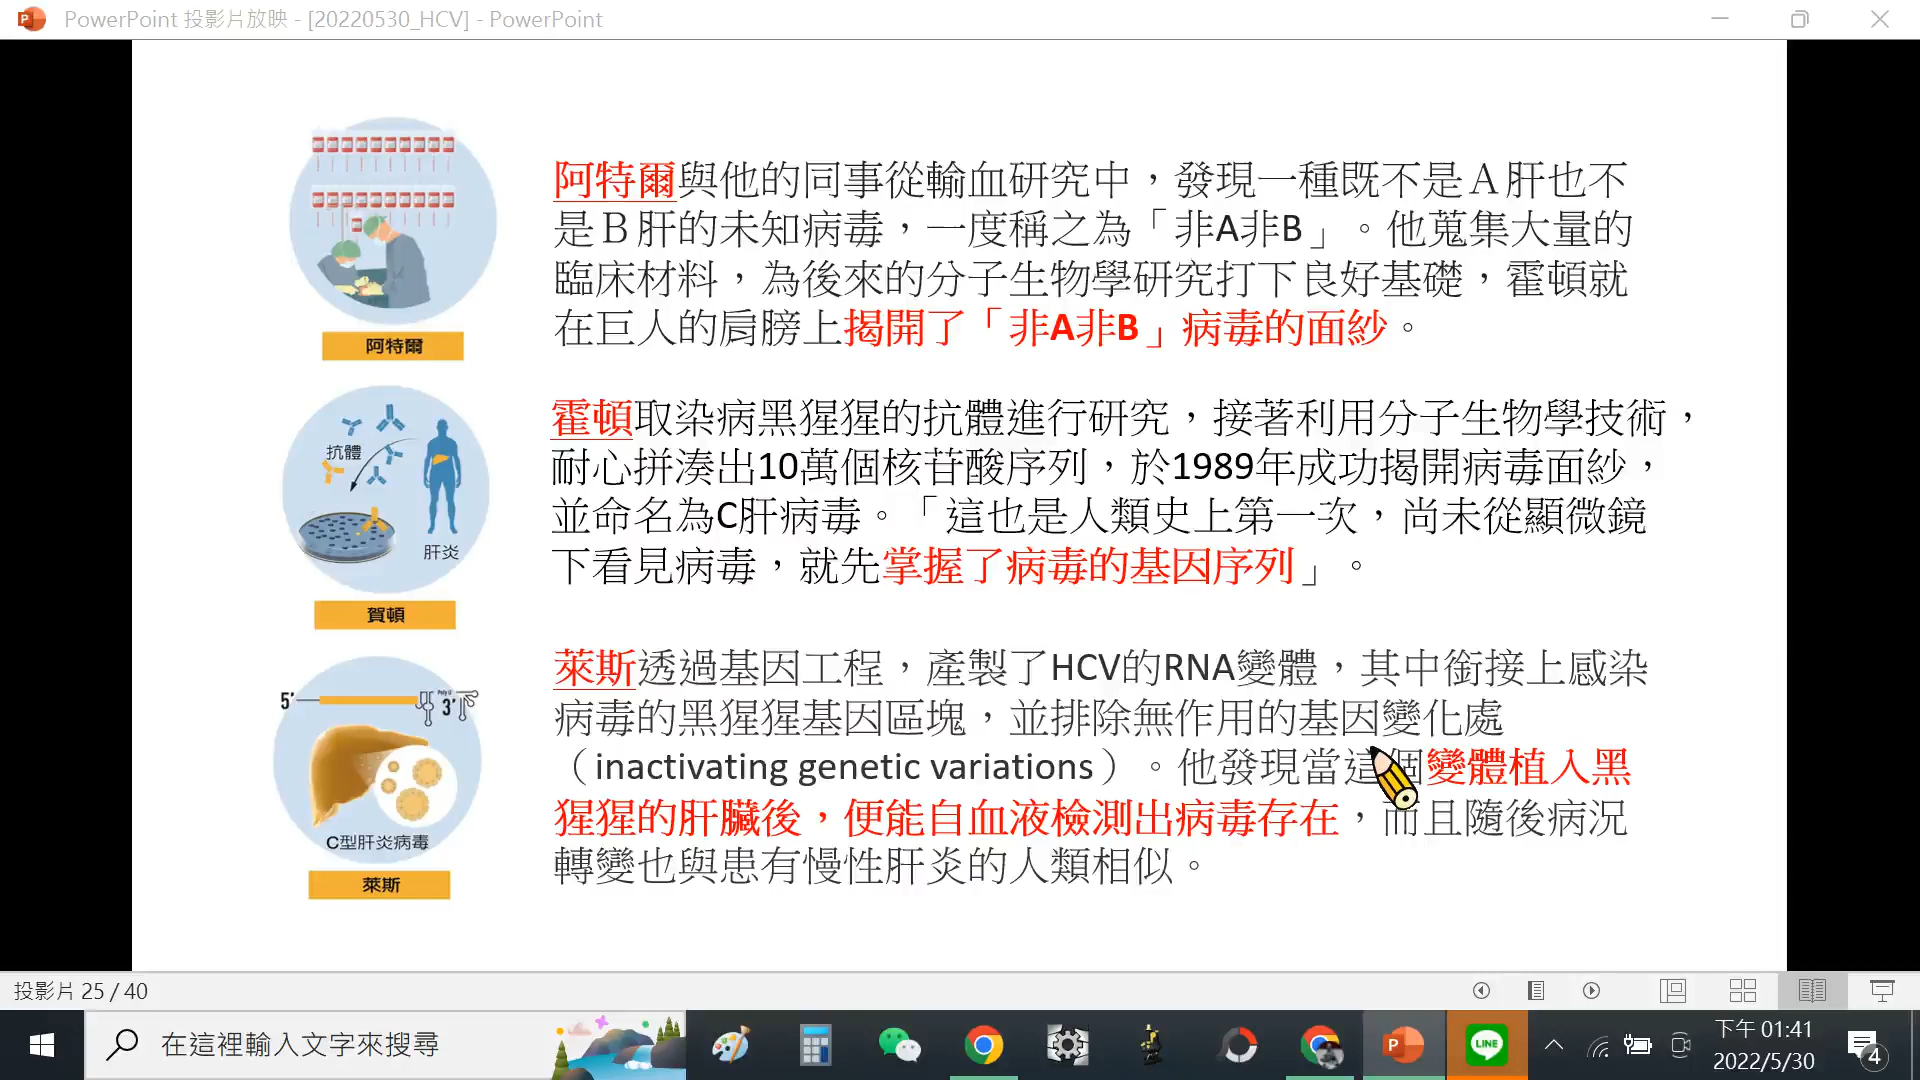 PowerPoint 投影片放映 - [20220530_HCV] - PowerPoint
阿特爾與他的同事從輸血研究中，發現一種既不是Ａ肝也不
是Ｂ肝的未知病毒，一度稱之為「非A非B」。他蒐集大量的
臨床材料，為後來的分子生物學研究打下良好基礎，霍頓就
在巨人的肩膀上揭開了「非A非B」病毒的面紗。
阿特爾
霍頓取染病黑猩猩的抗體進行研究，接著利用分子生物學技術，
耐心拼湊出10萬個核苷酸序列，於1989年成功揭開病毒面紗，
並命名為C肝病毒。「這也是人類史上第一次，尚未從顯微鏡
下看見病毒，就先掌握了病毒的基因序列」。
抗體
肝炎
賀頓
萊斯透過基因工程，產製了HCV的RNA變體，其中銜接上感染
病毒的黑猩猩基因區塊，並排除無作用的基因變化處
（inactivating genetic variations）。他發現當這個變體植入黑
猩猩的肝臟後，便能自血液檢測出病毒存在，而且隨後病況
轉變也與患有慢性肝炎的人類相似。
5'
Poly U
3'
C型肝炎病毒
萊斯
投影片 25 / 40
在這裡輸入文字來搜尋
LINE
下午 01:41
2022/5/30
4